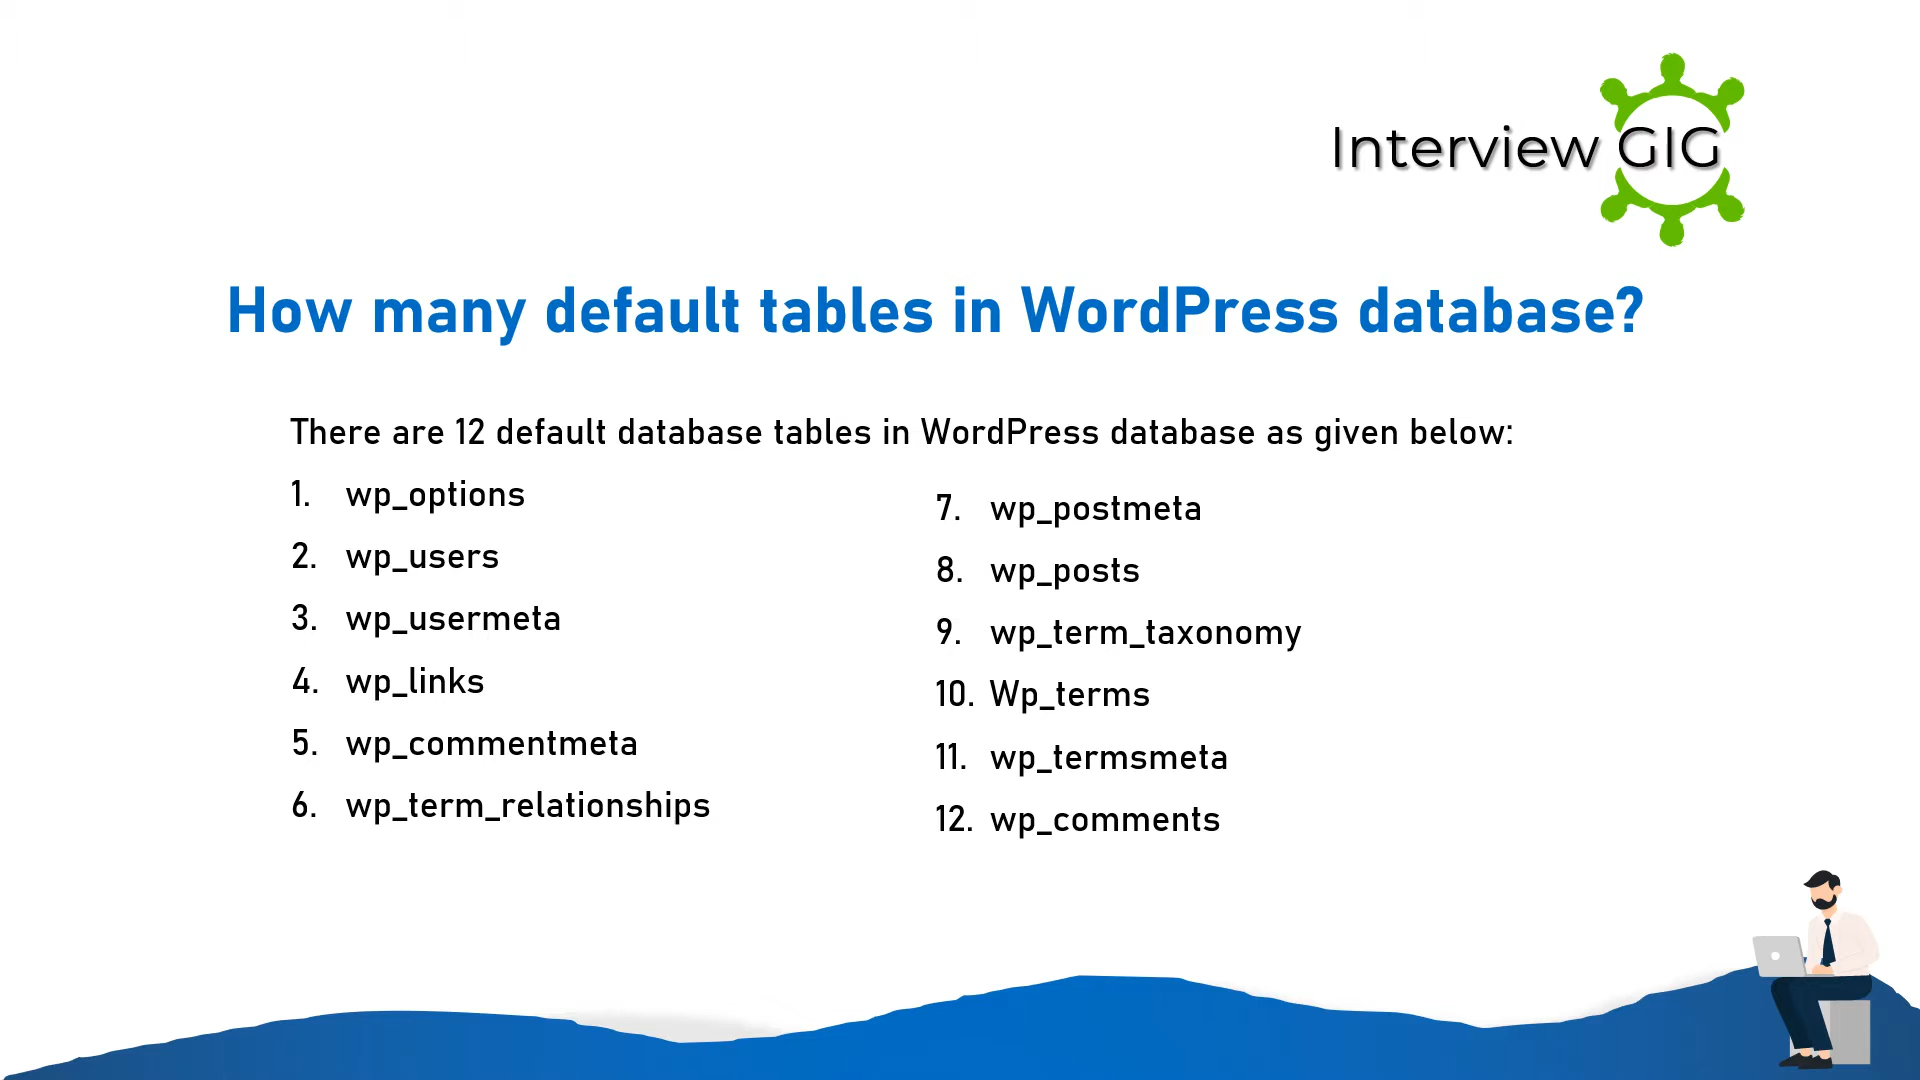 Interview GIG
How many default tables in WordPress database?
There are 12 default database tables in WordPress database as given below:
1. wp_options
2. wp_users
3. wp_usermeta
4. wp_links
5. wp_commentmeta
6. wp_term_relationships
7. wp_postmeta
8. wp_posts
9. wp_term_taxonomy
10. Wp_terms
11. wp_termsmeta
12. wp_comments